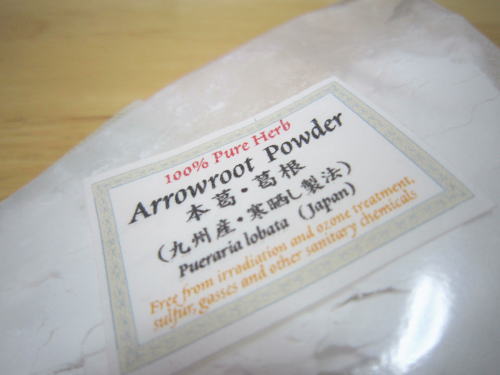 100% Pure Herb
Arrowroot Powder
本葛・葛根
（九州産・寒晒し製法）
Pueraria lobata (Japan)
Free from irradiation and ozone treatment,
sulfur, gasses and other sanitary chemicals.